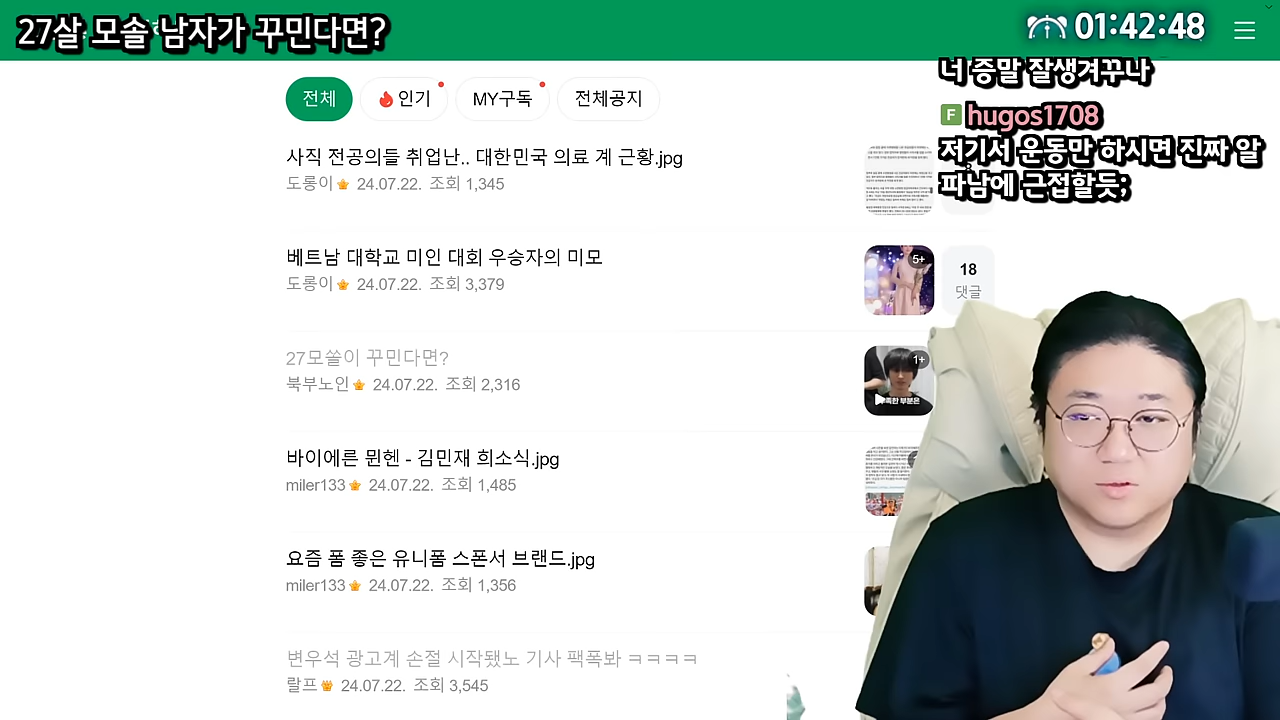 27살 모솔 남자가 꾸민다면?
01:42:48
너 증말 잘생겨꾸나
F hugos1708
저기서 운동만 하시면 진짜 알
파남에 근접할듯;
전체
인기
MY구독
전체공지
사직 전공의들 취업난.. 대한민국 의료 계 근황.jpg
도롱이 24.07.22. 조회 1,345
베트남 대학교 미인 대회 우승자의 미모
도롱이 24.07.22. 조회 3,379
5+
18
댓글
27모쏠이 꾸민다면?
북부노인 24.07.22. 조회 2,316
1+
족한 부분은
바이에른 뮌헨 - 김민재 희소식.jpg
miler133 24.07.22. 조회 1,485
요즘 폼 좋은 유니폼 스폰서 브랜드.jpg
miler133 24.07.22. 조회 1,356
변우석 광고계 손절 시작됐노 기사 팩폭봐 ㅋㅋㅋㅋ
랄프 24.07.22. 조회 3,545